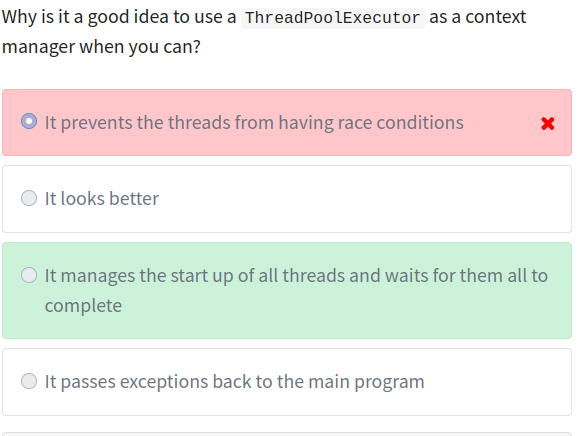 Why is it a good idea to use a ThreadPoolExecutor as a context
manager when you can?
It prevents the threads from having race conditions
It looks better
It manages the start up of all threads and waits for them all to
complete
It passes exceptions back to the main program